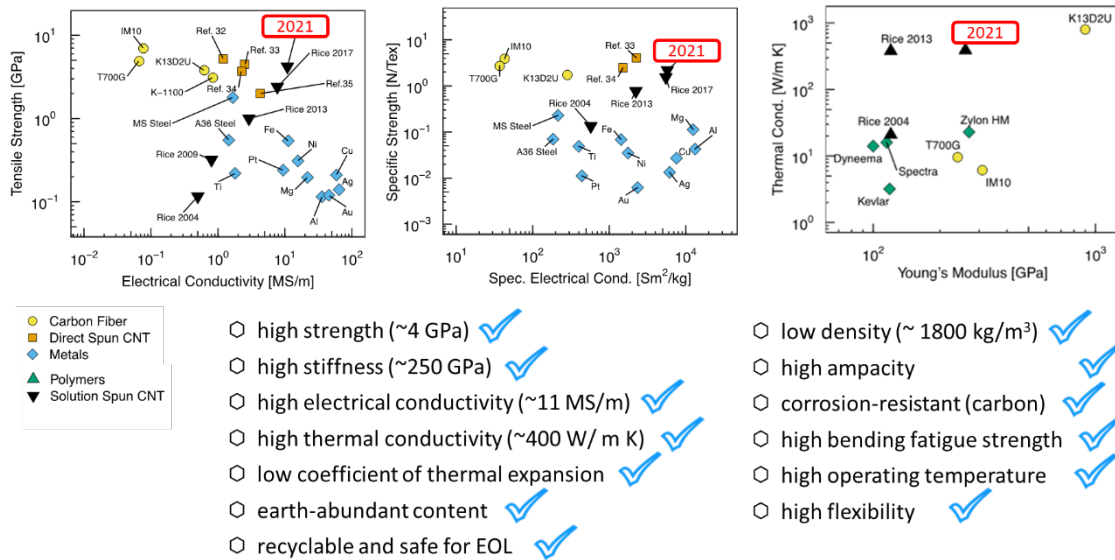 Tensile Strength [GPa]
10¹
10⁰
10⁻¹
10⁻² 10⁻¹ 10⁰ 10¹ 10²
Electrical Conductivity [MS/m]
IM10
T700G
K13D2U
K-1100
Ref. 32
Ref. 33
Ref. 34
Ref.35
2021
Rice 2017
MS Steel
A36 Steel
Rice 2013
Fe
Rice 2009
Ni
Pt
Cu
Ti
Mg
Ag
Rice 2004
Al
Au
Specific Strength [N/Tex]
10¹
10⁰
10⁻¹
10⁻²
10⁻³
10¹ 10² 10³ 10⁴
Spec. Electrical Cond. [Sm²/kg]
IM10
T700G
K13D2U
Ref. 33
Ref. 34
2021
Rice 2017
Rice 2013
Rice 2004
MS Steel
A36 Steel
Fe
Mg
Al
Ti
Ni
Cu
Pt
Au
Ag
Thermal Cond. [W/m K]
10³
10²
10¹
10⁰
10² 10³
Young's Modulus [GPa]
K13D2U
Rice 2013
2021
Rice 2004
Zylon HM
Dyneema
Spectra
T700G
IM10
Kevlar
Carbon Fiber
Direct Spun CNT
Metals
Polymers
Solution Spun CNT
high strength (~4 GPa)
high stiffness (~250 GPa)
high electrical conductivity (~11 MS/m)
high thermal conductivity (~400 W/ m K)
low coefficient of thermal expansion
earth-abundant content
recyclable and safe for EOL
low density (~ 1800 kg/m³)
high ampacity
corrosion-resistant (carbon)
high bending fatigue strength
high operating temperature
high flexibility